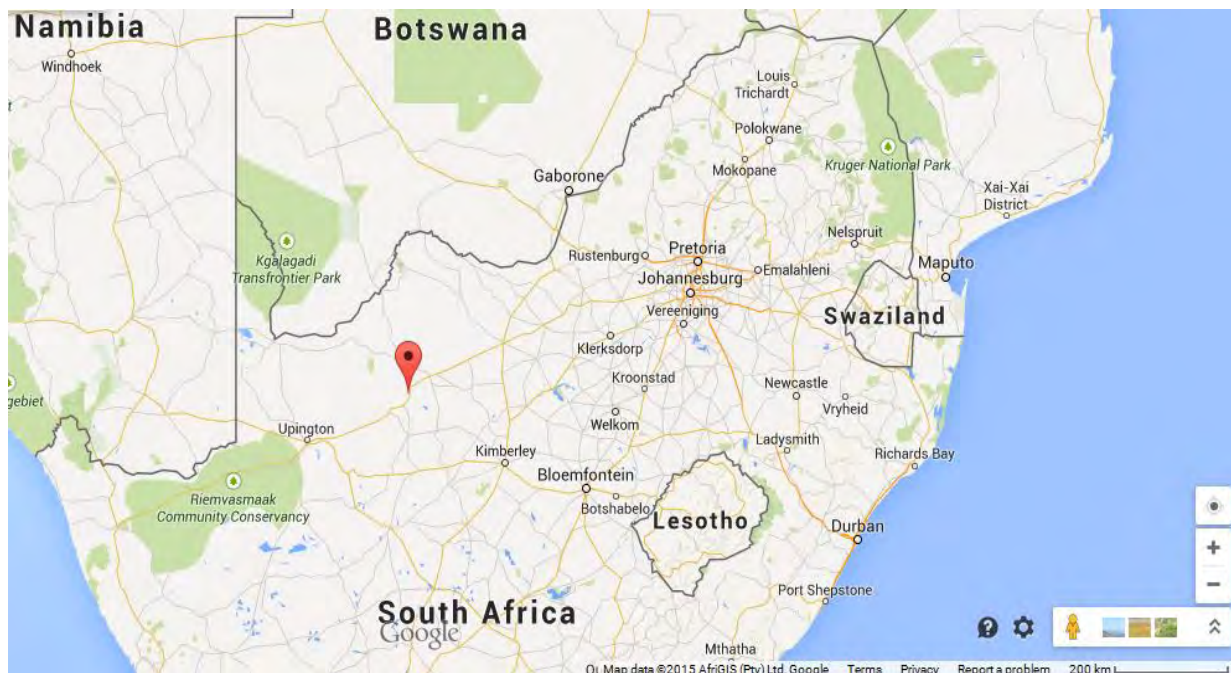 Namibia
Botswana
Windhoek
Louis
Trichardt
Polokwane
Mokopane
Kruger National Park
Gaborone
Xai-Xai
District
Nelspruit
Kgalagadi
Transfrontier Park
Rustenburg
Pretoria
Emalahleni
Maputo
Johannesburg
Vereeniging
Swaziland
Klerksdorp
Kroonstad
Newcastle
gebiet
Vryheid
Welkom
Upington
Ladysmith
Kimberley
Richards Bay
Bloemfontein
Riemvasmaak
Community Conservancy
Botshabelo
Lesotho
Durban
Port Shepstone
South Africa
Google
Mthatha
Map data ©2015 AfriGIS (Pty) Ltd, Google Terms Privacy Report a problem 200 km